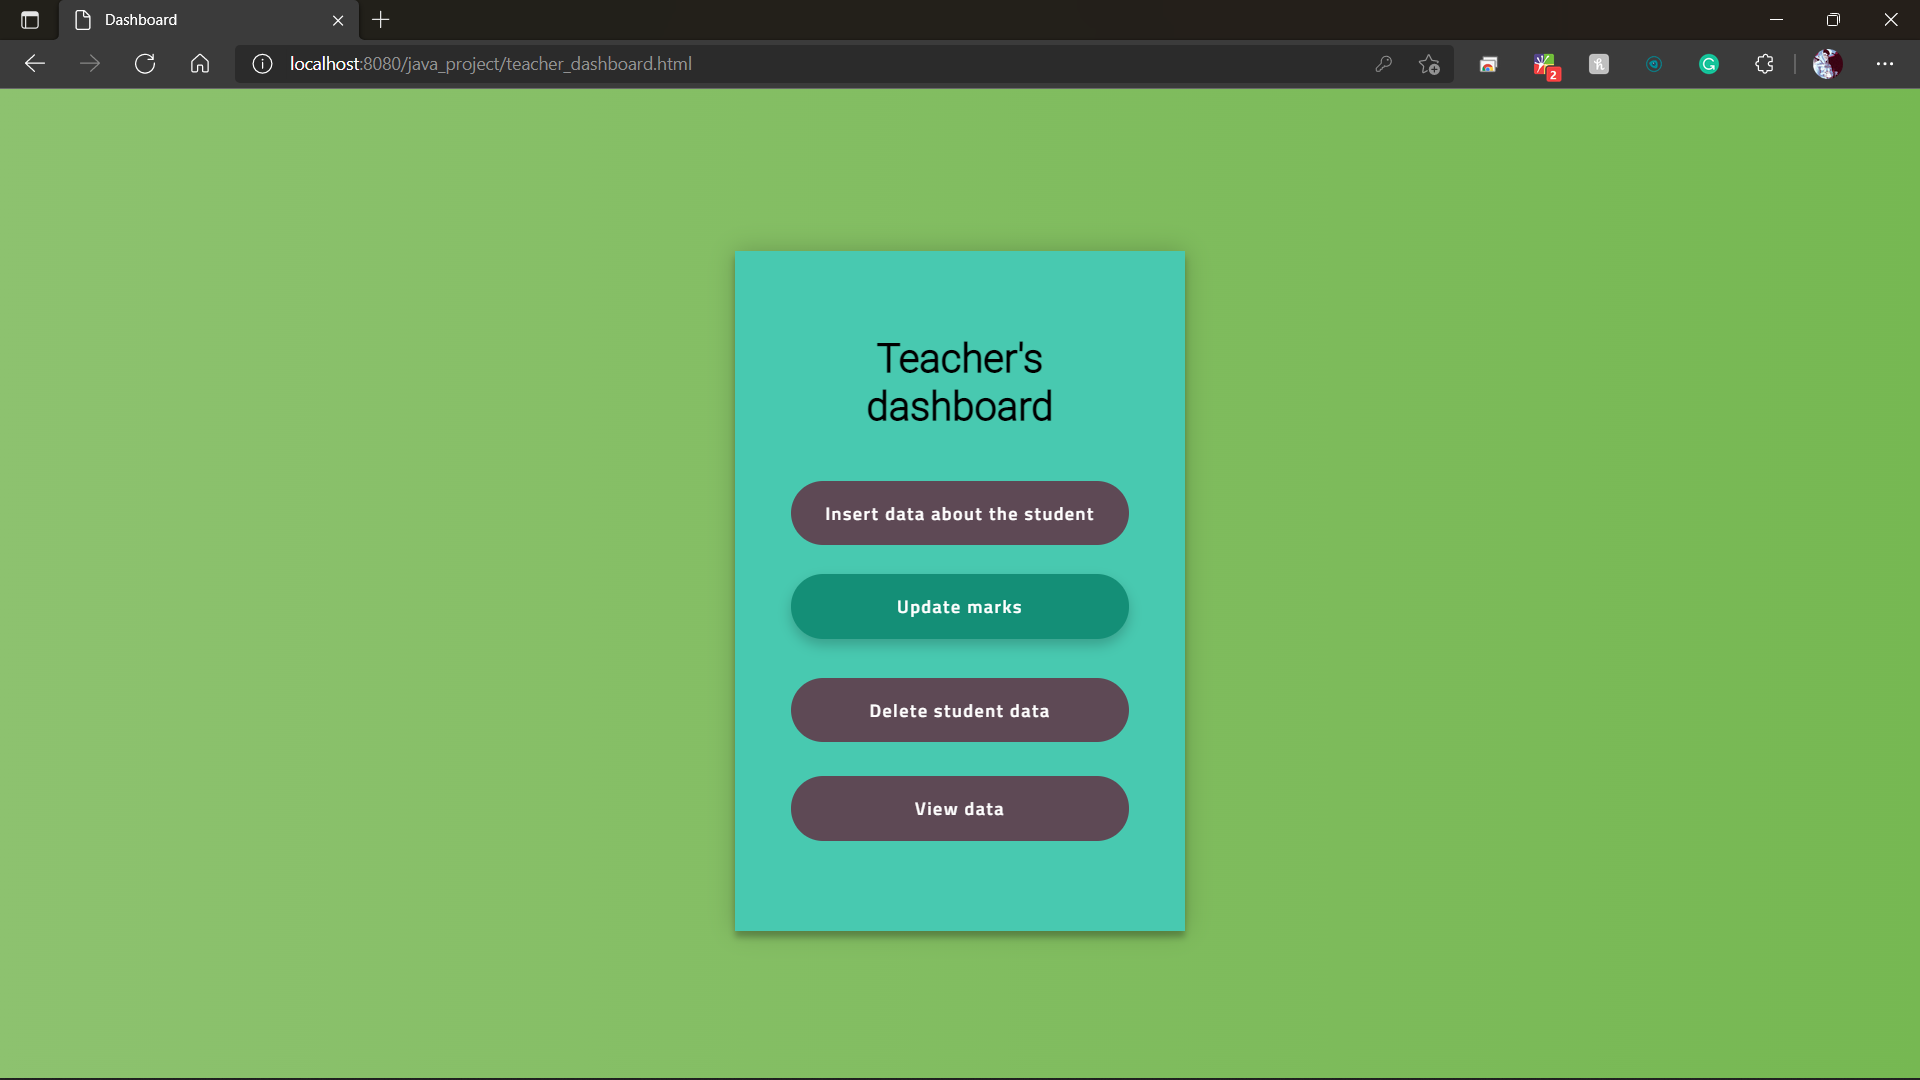 Dashboard
localhost:8080/java_project/teacher_dashboard.html
2
Teacher's
dashboard
Insert data about the student
Update marks
Delete student data
View data